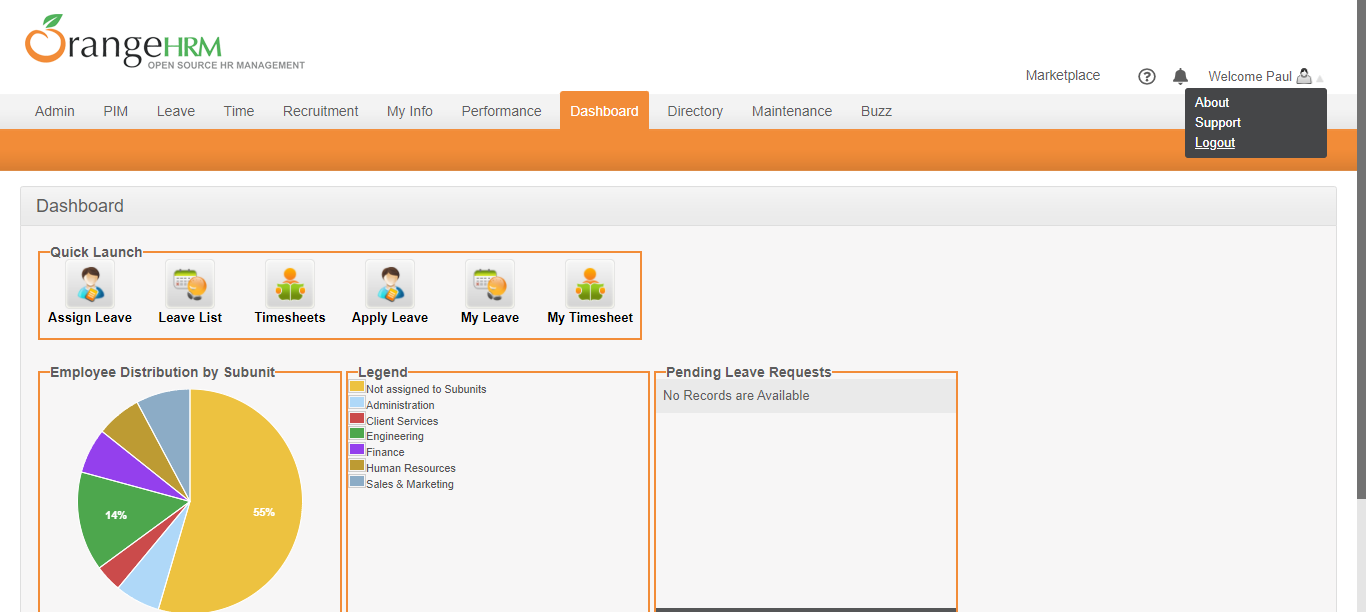 OrangeHRM
OPEN SOURCE HR MANAGEMENT
Marketplace
?
Welcome Paul
About
Support
Logout
Admin PIM Leave Time Recruitment My Info Performance Dashboard Directory Maintenance Buzz
Dashboard
Quick Launch
Assign Leave Leave List Timesheets Apply Leave My Leave My Timesheet
Employee Distribution by Subunit
14%
55%
Legend
Not assigned to Subunits
Administration
Client Services
Engineering
Finance
Human Resources
Sales & Marketing
Pending Leave Requests
No Records are Available